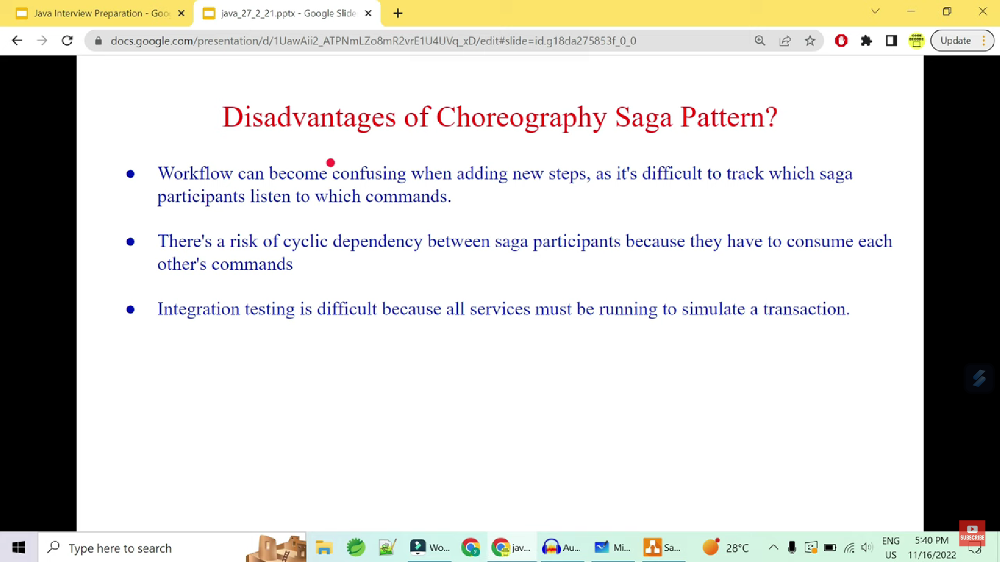 Java Interview Preparation - Goo
java_27_2_21.pptx - Google Slide
docs.google.com/presentation/d/1UawAii2_ATPNmLZo8mR2vrE1U4UVq_xD/edit#slide=id.g18da275853f_0_0
CODE DECODE
Update
Disadvantages of Choreography Saga Pattern?
Workflow can become confusing when adding new steps, as it's difficult to track which saga
participants listen to which commands.
There's a risk of cyclic dependency between saga participants because they have to consume each
other's commands
Integration testing is difficult because all services must be running to simulate a transaction.
SUBSCRIBE
Type here to search
Wo...
jav...
Au...
Mi...
Sa...
28°C
ENG
US
5:40 PM
11/16/2022